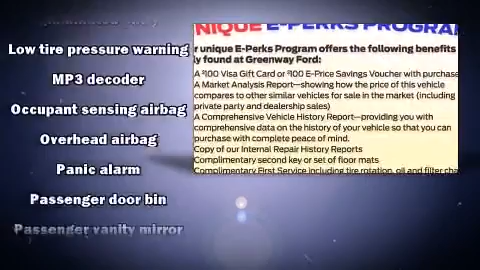 Low tire pressure warning
MP3 decoder
Occupant sensing airbag
Overhead airbag
Panic alarm
Passenger door bin
Passenger vanity mirror
NIQUE E-PERKS PROGRAM
r unique E-Perks Program offers the following benefits
ly found at Greenway Ford:
A $100 Visa Gift Card or $100 E-Price Savings Voucher with purchase
A Market Analysis Report—showing how the price of this vehicle
compares to other similar vehicles for sale in the market (including
private party and dealership sales)
A Comprehensive Vehicle History Report—providing you with
comprehensive data on the history of your vehicle so that you can
purchase with complete peace of mind.
Copy of our Internal Repair History Reports
Complimentary second key or set of floor mats
Complimentary First Service including tire rotation, oil and filter cha